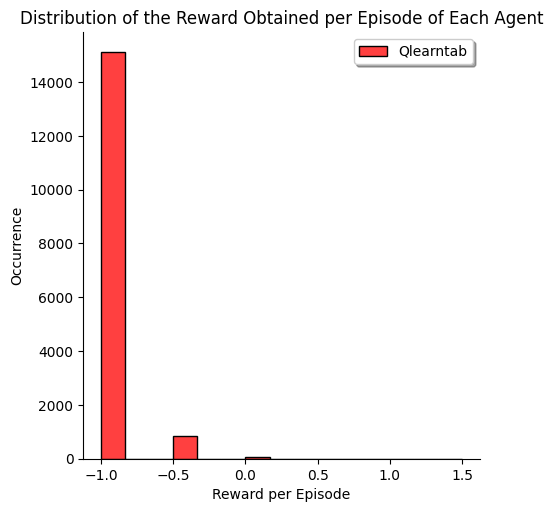 Distribution of the Reward Obtained per Episode of Each Agent
Qlearntab
14000
12000
10000
8000
6000
4000
2000
0
Occurrence
−1.0 −0.5 0.0 0.5 1.0 1.5
Reward per Episode